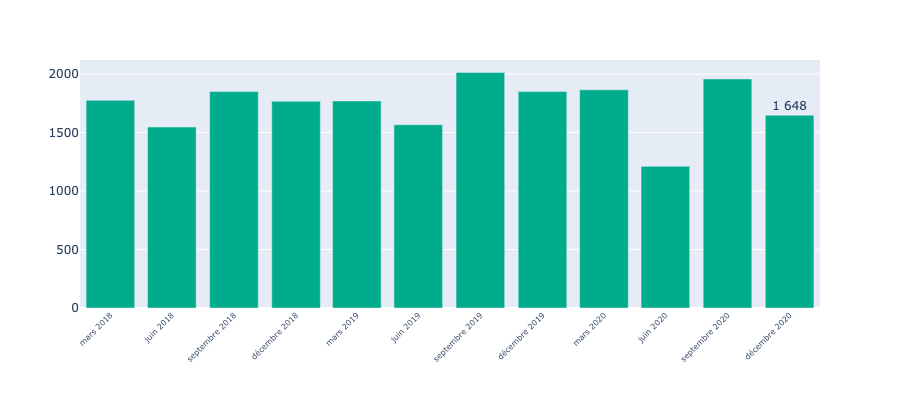 2000
1500
1000
500
0
1 648
mars 2018
juin 2018
septembre 2018
décembre 2018
mars 2019
juin 2019
septembre 2019
décembre 2019
mars 2020
juin 2020
septembre 2020
décembre 2020